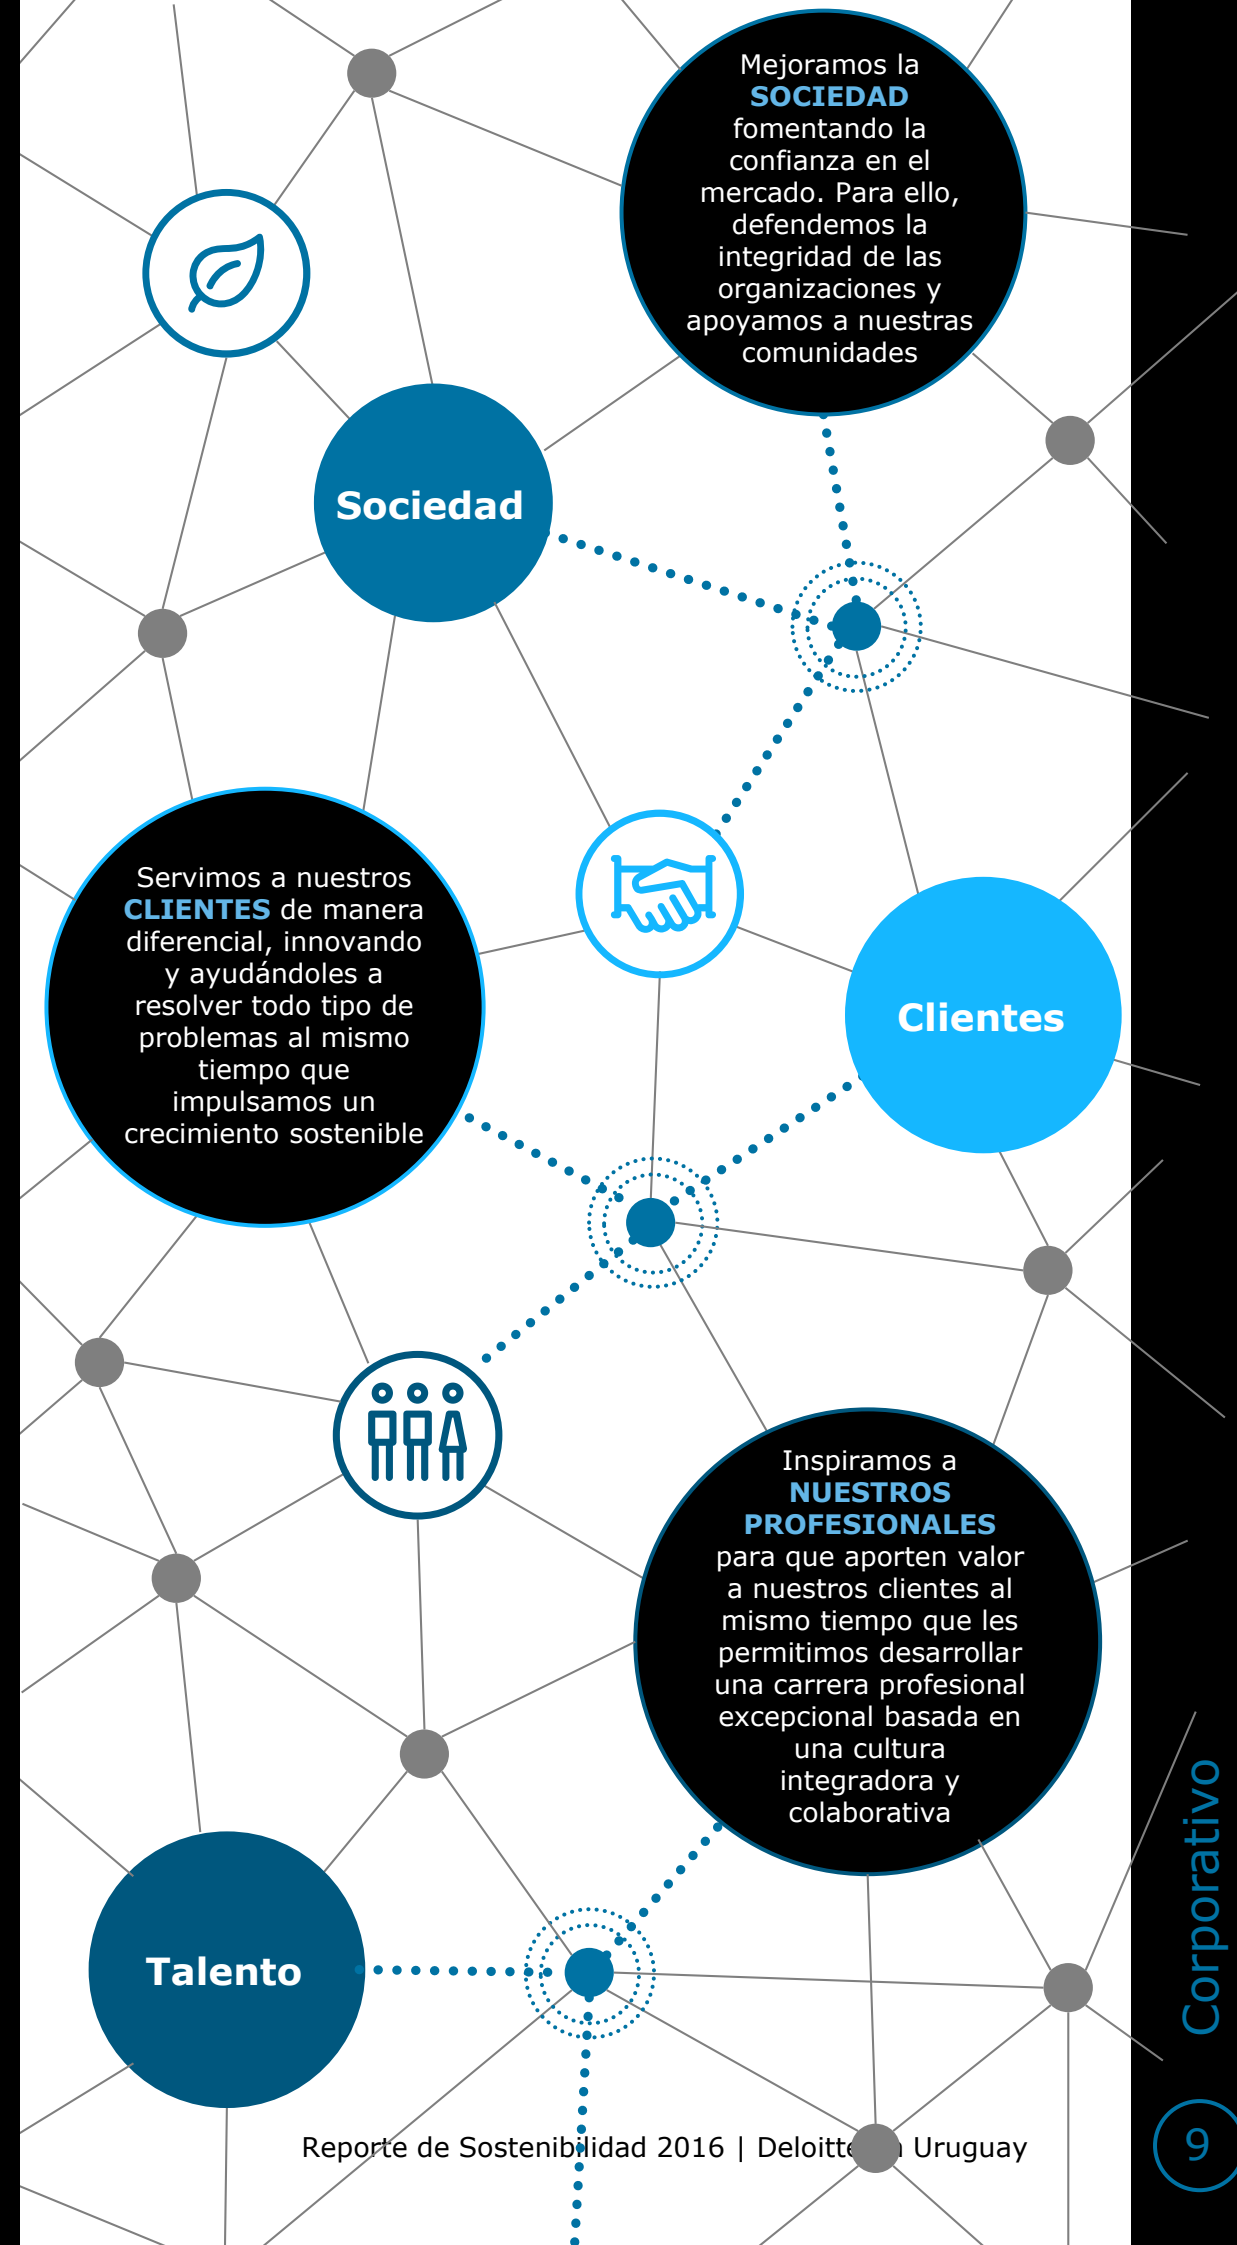 Mejoramos la
SOCIEDAD
fomentando la
confianza en el
mercado. Para ello,
defendemos la
integridad de las
organizaciones y
apoyamos a nuestras
comunidades
Sociedad
Servimos a nuestros
CLIENTES de manera
diferencial, innovando
y ayudándoles a
resolver todo tipo de
problemas al mismo
tiempo que
impulsamos un
crecimiento sostenible
Clientes
Inspiramos a
NUESTROS
PROFESIONALES
para que aporten valor
a nuestros clientes al
mismo tiempo que les
permitimos desarrollar
una carrera profesional
excepcional basada en
una cultura
integradora y
colaborativa
Talento
Corporativo
Reporte de Sostenibilidad 2016 | Deloitte Uruguay
9